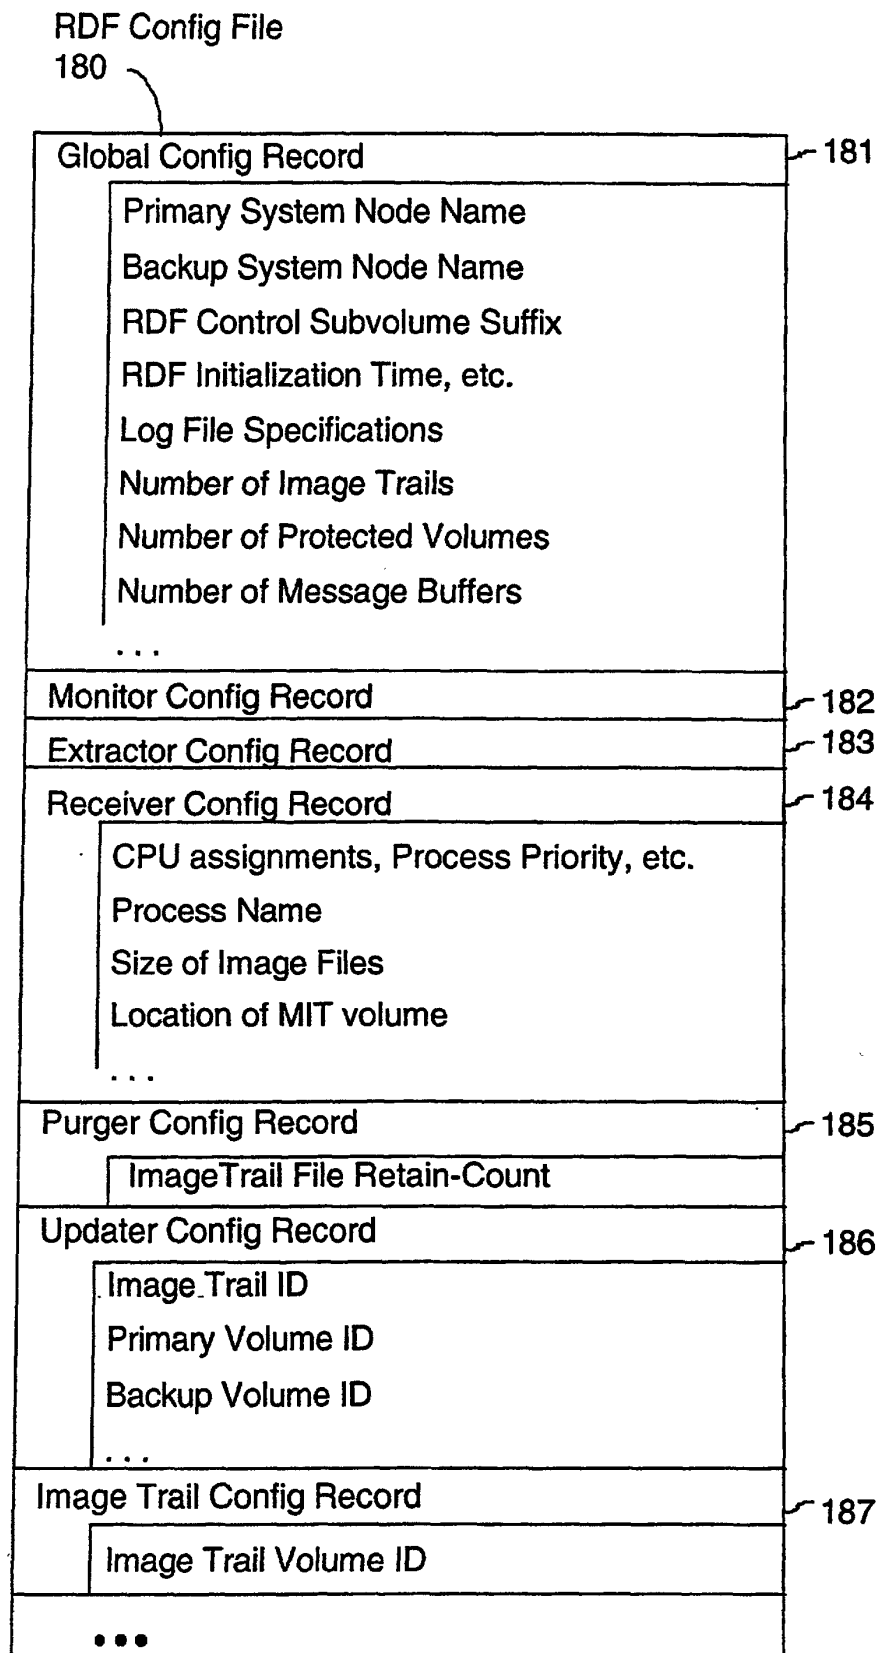 RDF Config File
180
Global Config Record 181
Primary System Node Name
Backup System Node Name
RDF Control Subvolume Suffix
RDF Initialization Time, etc.
Log File Specifications
Number of Image Trails
Number of Protected Volumes
Number of Message Buffers
. . .
Monitor Config Record 182
Extractor Config Record 183
Receiver Config Record 184
CPU assignments, Process Priority, etc.
Process Name
Size of Image Files
Location of MIT volume
. . .
Purger Config Record 185
ImageTrail File Retain-Count
Updater Config Record 186
Image Trail ID
Primary Volume ID
Backup Volume ID
. . .
Image Trail Config Record 187
Image Trail Volume ID
...